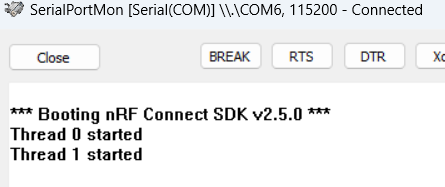 SerialPortMon [Serial(COM)] \\.\COM6, 115200 - Connected
Close BREAK RTS DTR
*** Booting nRF Connect SDK v2.5.0 ***
Thread 0 started
Thread 1 started